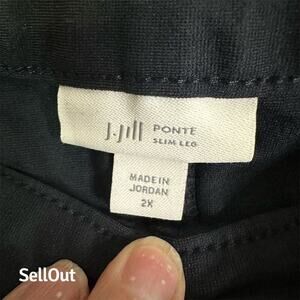 J.Jill PONTE
SLIM LEG
MADE IN
JORDAN
2X
SellOut